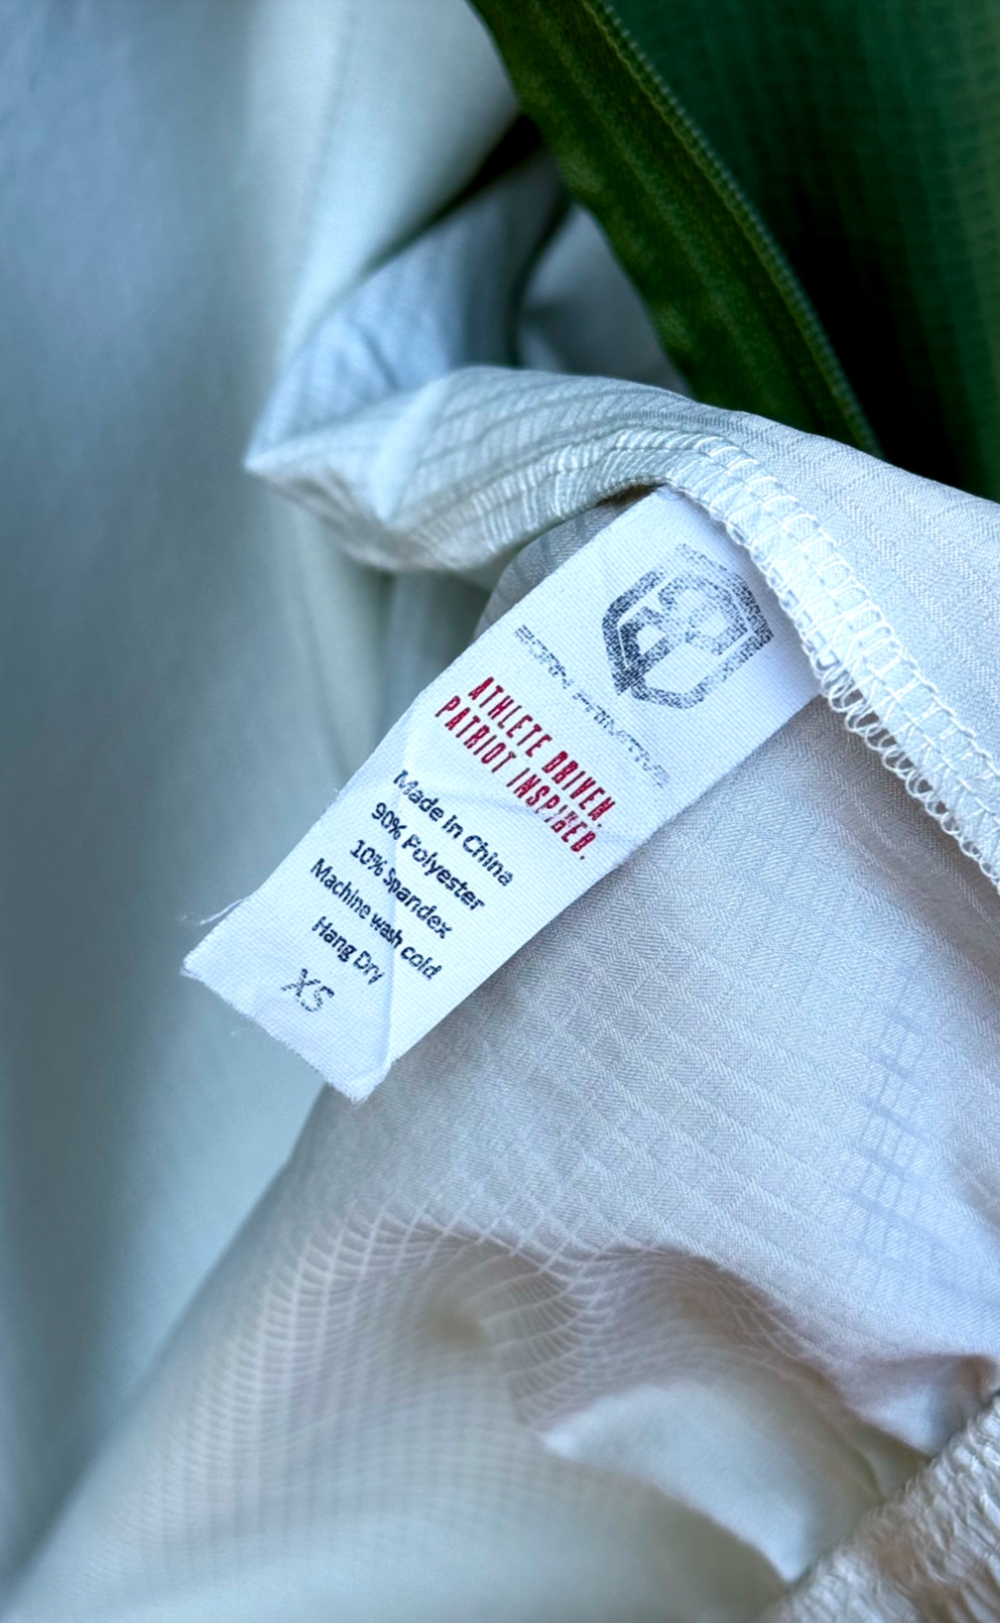 BORN PRIMITIVE
ATHLETE DRIVEN.
PATRIOT INSPIRED.
Made in China
90% Polyester
10% Spandex
Machine wash cold
Hang Dry
XS